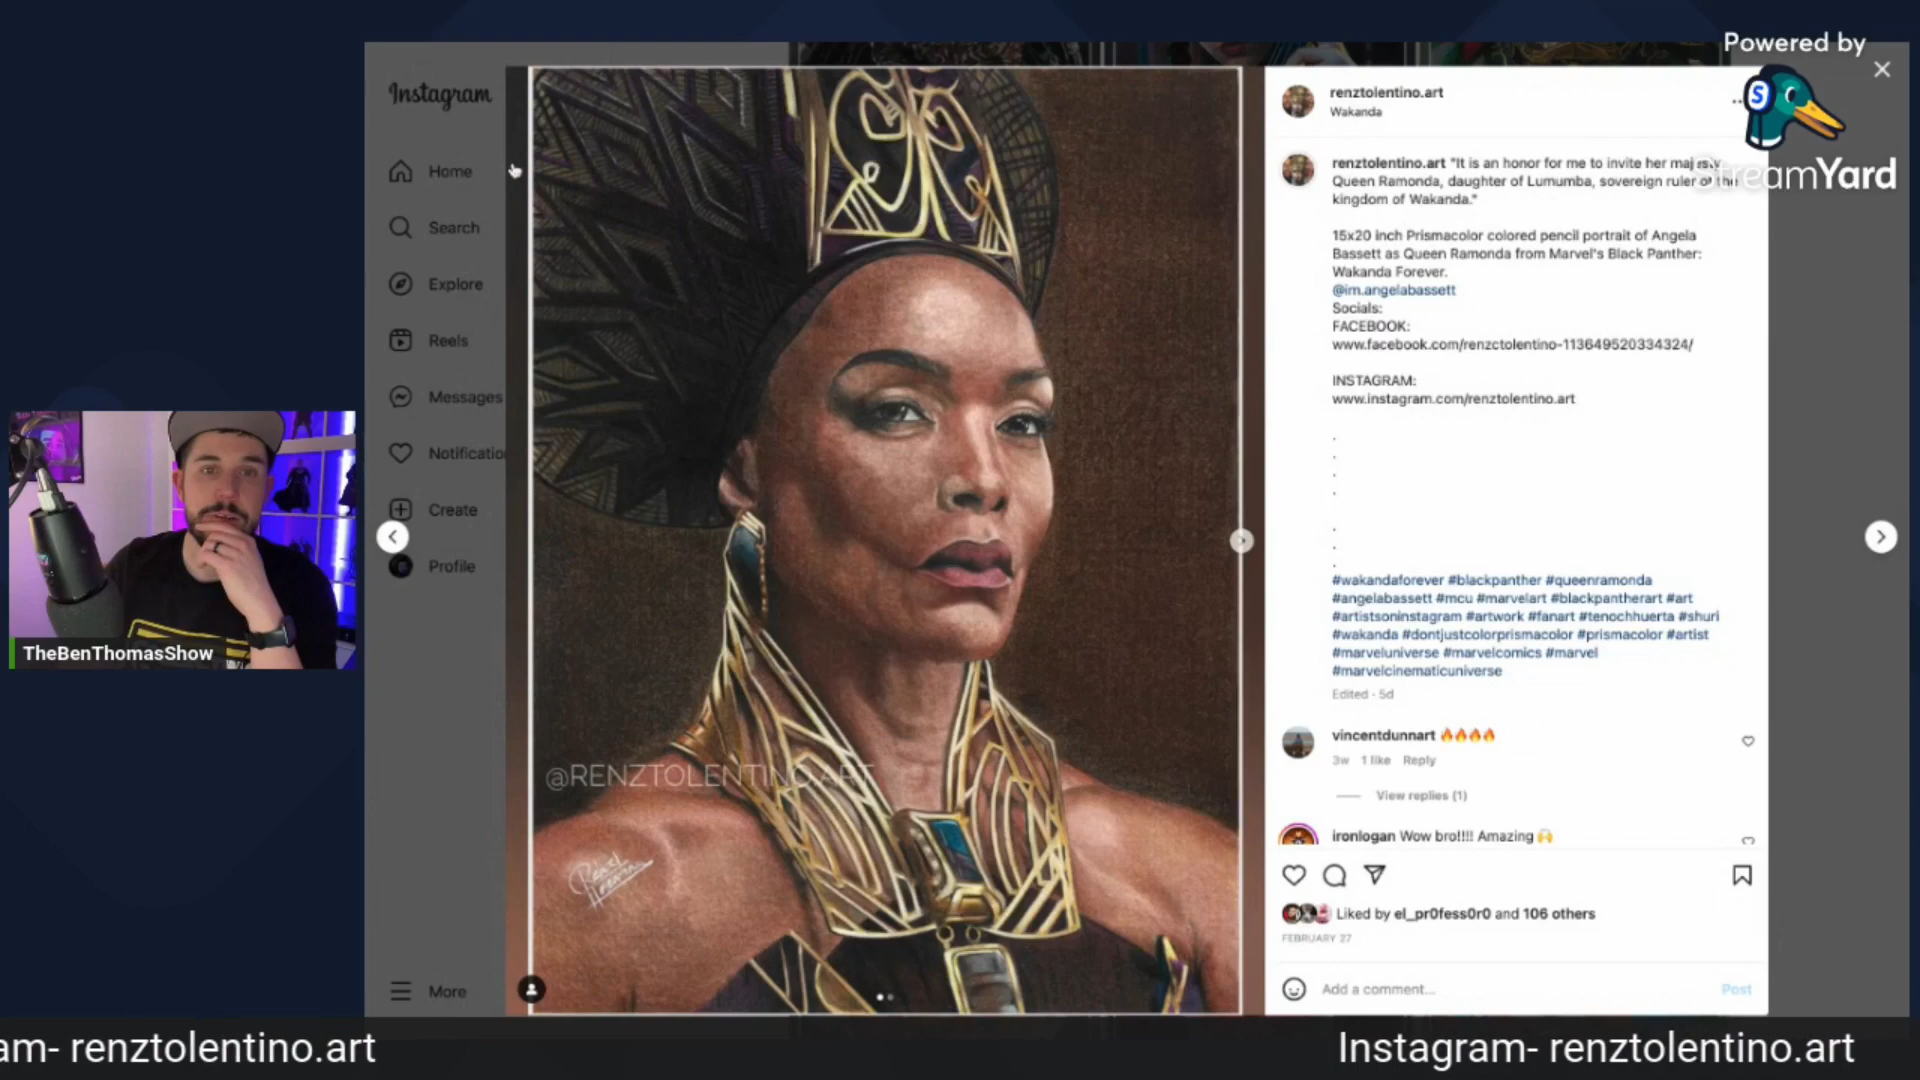 Powered by
StreamYard
Instagram
Home
Search
Explore
Reels
Messages
Notificatio
Create
Profile
More
@RENZTOLENTINO.ART
renztolentino.art
Wakanda
renztolentino.art "It is an honor for me to invite her majesty
Queen Ramonda, daughter of Lumumba, sovereign ruler of the
kingdom of Wakanda."
15x20 inch Prismacolor colored pencil portrait of Angela
Bassett as Queen Ramonda from Marvel's Black Panther:
Wakanda Forever.
@im.angelabassett
Socials:
FACEBOOK:
www.facebook.com/renzctolentino-113649520334324/
INSTAGRAM:
www.instagram.com/renztolentino.art
.
.
.
.
.
.
.
#wakandaforever #blackpanther #queenramonda
#angelabassett #mcu #marvelart #blackpantherart #art
#artistsoninstagram #artwork #fanart #tenochhuerta #shuri
#wakanda #dontjustcolorprismacolor #prismacolor #artist
#marveluniverse #marvelcomics #marvel
#marvelcinematicuniverse
Edited · 5d
vincentdunnart 🔥🔥🔥🔥
3w 1 like Reply
View replies (1)
ironlogan Wow bro!!!! Amazing 🙌
Liked by el_pr0fess0r0 and 106 others
FEBRUARY 27
Add a comment...
Post
TheBenThomasShow
am- renztolentino.art
Instagram- renztolentino.art